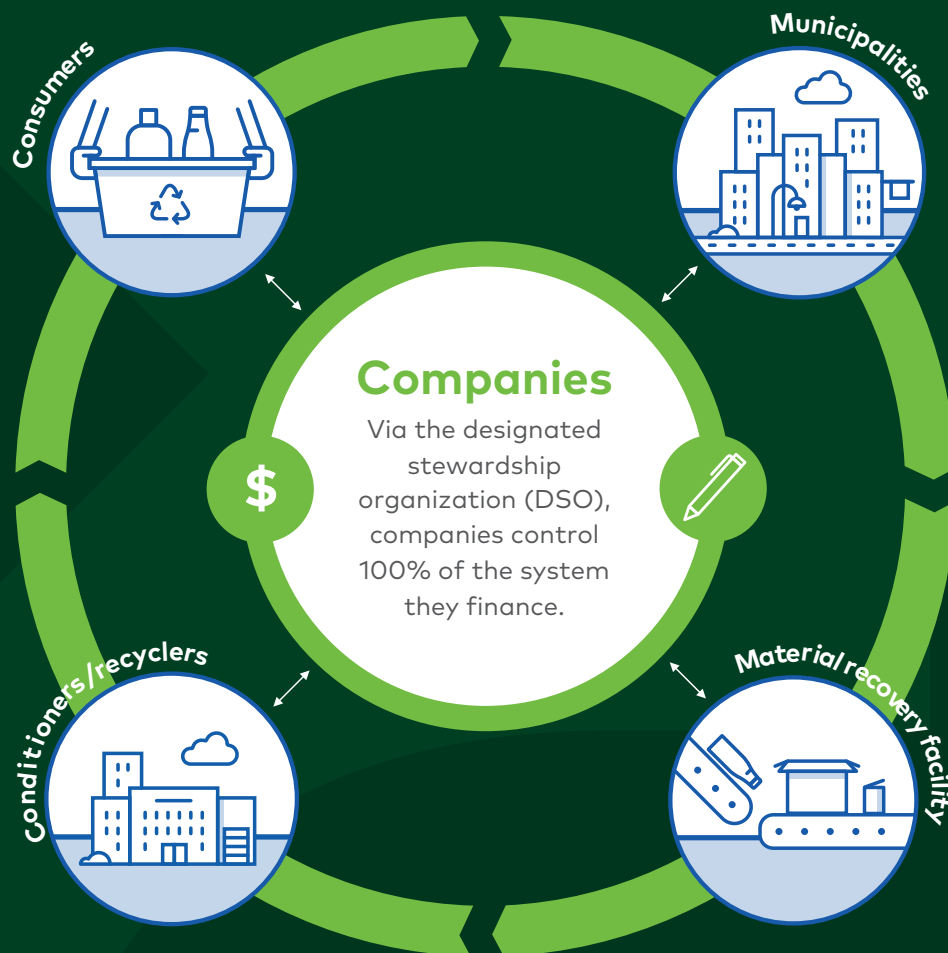 Consumers
Municipalities
Companies
Via the designated
stewardship
organization (DSO),
companies control
100% of the system
they finance.
$
Conditioners/recyclers
Material recovery facility